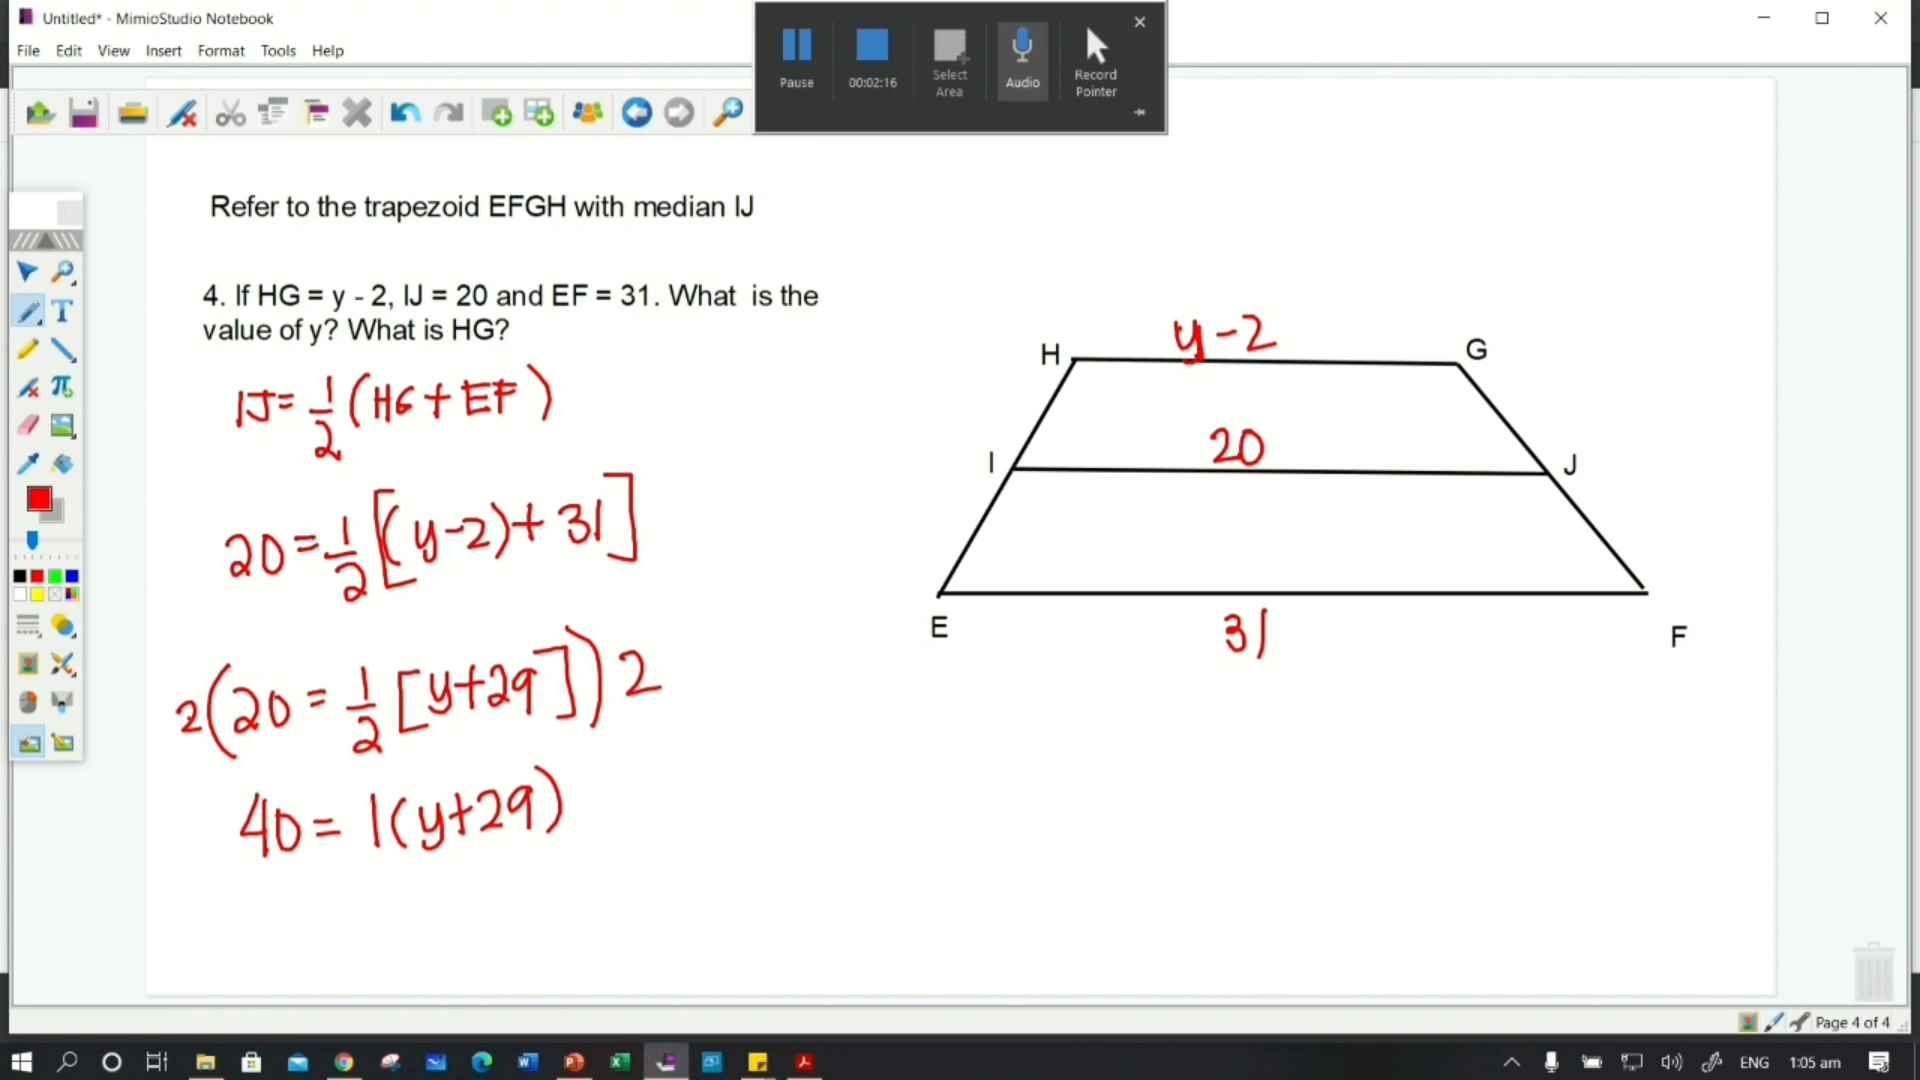 Untitled* - MimioStudio Notebook
File Edit View Insert Format Tools Help
Pause 00:02:16 Select Area Audio Record Pointer
Refer to the trapezoid EFGH with median IJ
4. If HG = y - 2, IJ = 20 and EF = 31. What is the
value of y? What is HG?
IJ = 1/2 (HG + EF)
20 = 1/2 [(y-2) + 31]
2(20 = 1/2 [y+29])2
40 = 1(y+29)
H y-2 G
I 20 J
E 31 F
Page 4 of 4
ENG 1:05 am